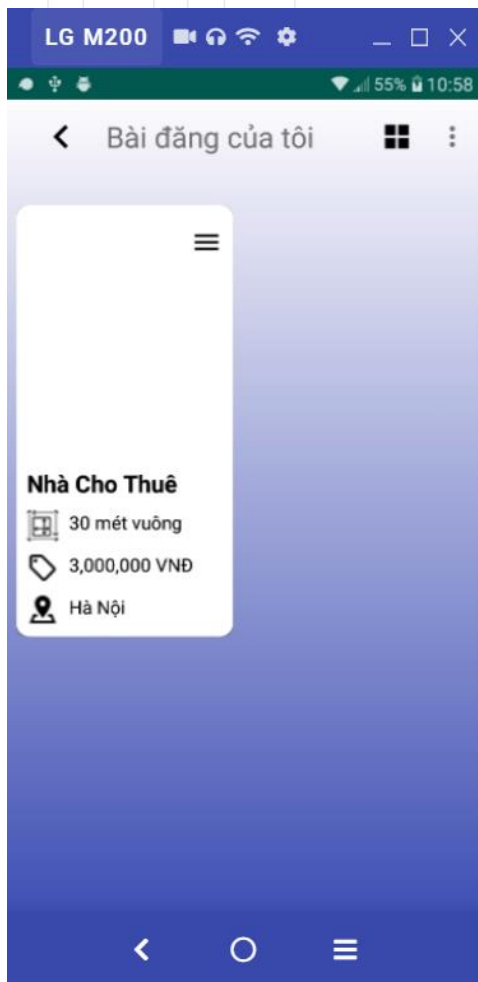 LG M200
55% 10:58
Bài đăng của tôi
Nhà Cho Thuê
30 mét vuông
3,000,000 VNĐ
Hà Nội